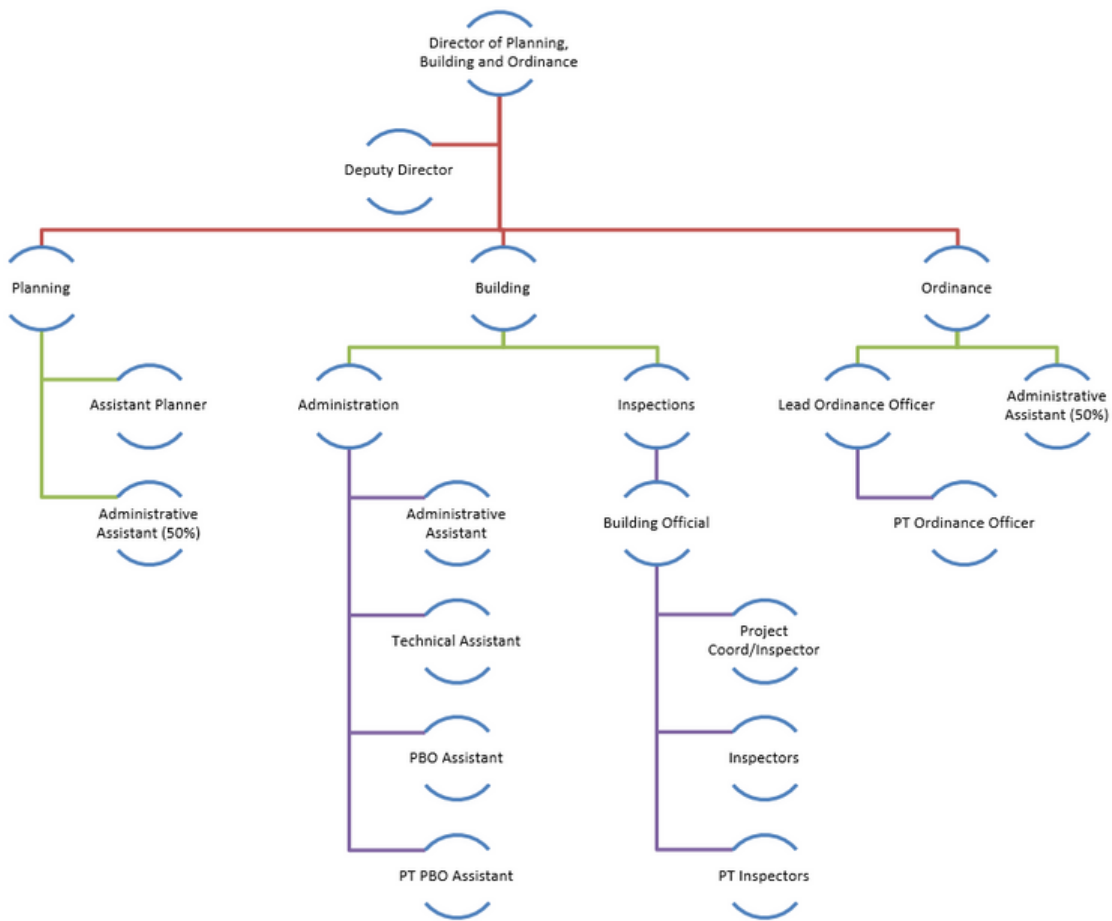 Director of Planning,
Building and Ordinance
Deputy Director
Planning
Building
Ordinance
Assistant Planner
Administration
Inspections
Lead Ordinance Officer
Administrative
Assistant (50%)
Administrative
Assistant (50%)
Administrative
Assistant
Building Official
PT Ordinance Officer
Technical Assistant
Project
Coord/Inspector
PBO Assistant
Inspectors
PT PBO Assistant
PT Inspectors